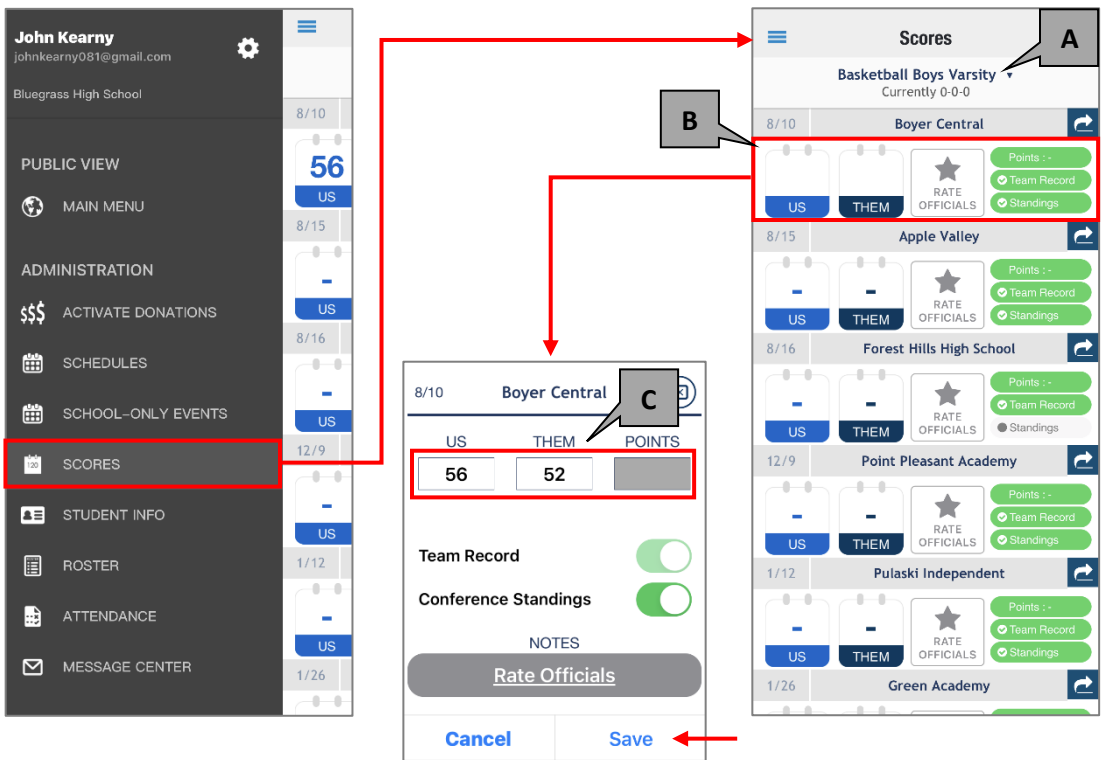 John Kearny
johnkearny081@gmail.com
Bluegrass High School
PUBLIC VIEW
MAIN MENU
ADMINISTRATION
$$$ ACTIVATE DONATIONS
SCHEDULES
SCHOOL-ONLY EVENTS
120 SCORES
STUDENT INFO
ROSTER
ATTENDANCE
MESSAGE CENTER
8/10
56
US
8/15
-
US
8/16
-
US
12/9
-
US
1/12
-
US
1/26
8/10 Boyer Central
C
US THEM POINTS
56 52
Team Record
Conference Standings
NOTES
Rate Officials
Cancel Save
Scores
A
Basketball Boys Varsity
Currently 0-0-0
B
8/10 Boyer Central
US THEM
RATE
OFFICIALS
Points : -
Team Record
Standings
8/15 Apple Valley
- -
US THEM
RATE
OFFICIALS
Points : -
Team Record
Standings
8/16 Forest Hills High School
- -
US THEM
RATE
OFFICIALS
Points : -
Team Record
Standings
12/9 Point Pleasant Academy
- -
US THEM
RATE
OFFICIALS
Points : -
Team Record
Standings
1/12 Pulaski Independent
- -
US THEM
RATE
OFFICIALS
Points : -
Team Record
Standings
1/26 Green Academy